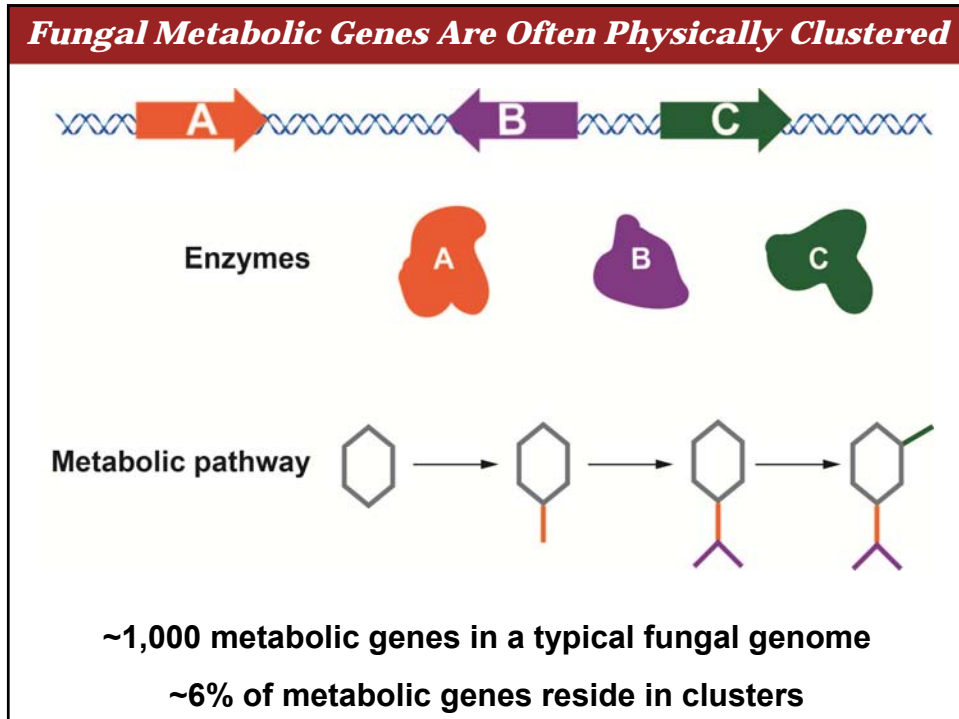 Fungal Metabolic Genes Are Often Physically Clustered
A B C
Enzymes A B C
Metabolic pathway
~1,000 metabolic genes in a typical fungal genome
~6% of metabolic genes reside in clusters